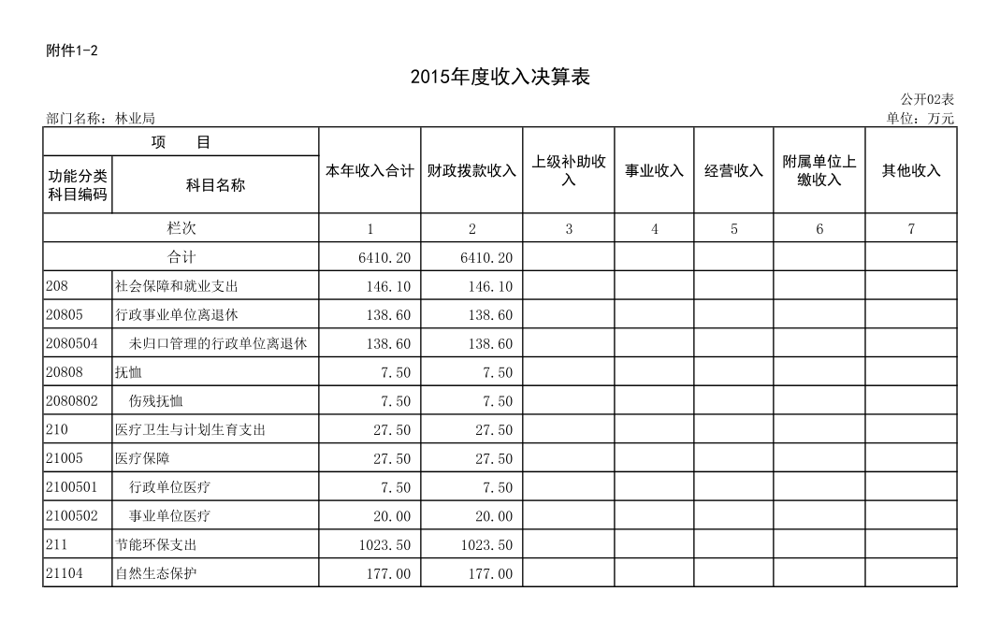 附件1-2
2015年度收入决算表
公开02表
部门名称：林业局 单位：万元
项 目 本年收入合计 财政拨款收入 上级补助收入 事业收入 经营收入 附属单位上缴收入 其他收入
功能分类科目编码 科目名称
栏次 1 2 3 4 5 6 7
合计 6410.20 6410.20
208 社会保障和就业支出 146.10 146.10
20805 行政事业单位离退休 138.60 138.60
2080504 未归口管理的行政单位离退休 138.60 138.60
20808 抚恤 7.50 7.50
2080802 伤残抚恤 7.50 7.50
210 医疗卫生与计划生育支出 27.50 27.50
21005 医疗保障 27.50 27.50
2100501 行政单位医疗 7.50 7.50
2100502 事业单位医疗 20.00 20.00
211 节能环保支出 1023.50 1023.50
21104 自然生态保护 177.00 177.00